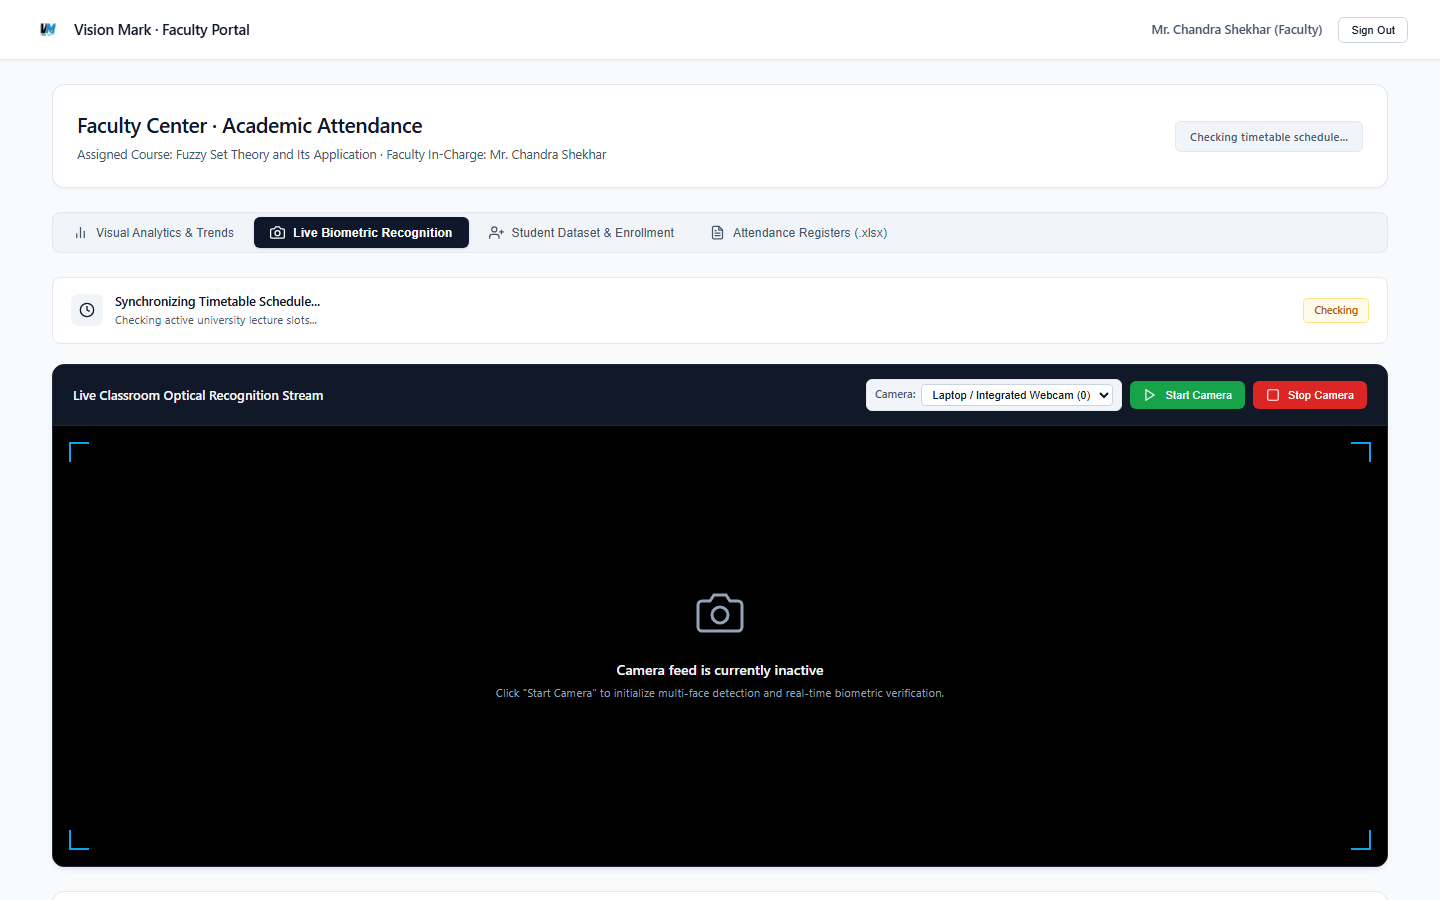 Vision Mark · Faculty Portal
Mr. Chandra Shekhar (Faculty)
Sign Out
Faculty Center · Academic Attendance
Assigned Course: Fuzzy Set Theory and Its Application · Faculty In-Charge: Mr. Chandra Shekhar
Checking timetable schedule...
Visual Analytics & Trends
Live Biometric Recognition
Student Dataset & Enrollment
Attendance Registers (.xlsx)
Synchronizing Timetable Schedule...
Checking active university lecture slots...
Checking
Live Classroom Optical Recognition Stream
Camera:
Laptop / Integrated Webcam (0)
Start Camera
Stop Camera
Camera feed is currently inactive
Click "Start Camera" to initialize multi-face detection and real-time biometric verification.